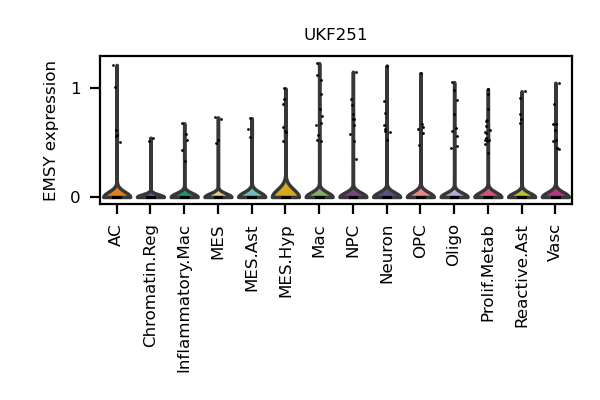 UKF251
EMSY expression
1
0
AC
Chromatin.Reg
Inflammatory.Mac
MES
MES.Ast
MES.Hyp
Mac
NPC
Neuron
OPC
Oligo
Prolif.Metab
Reactive.Ast
Vasc